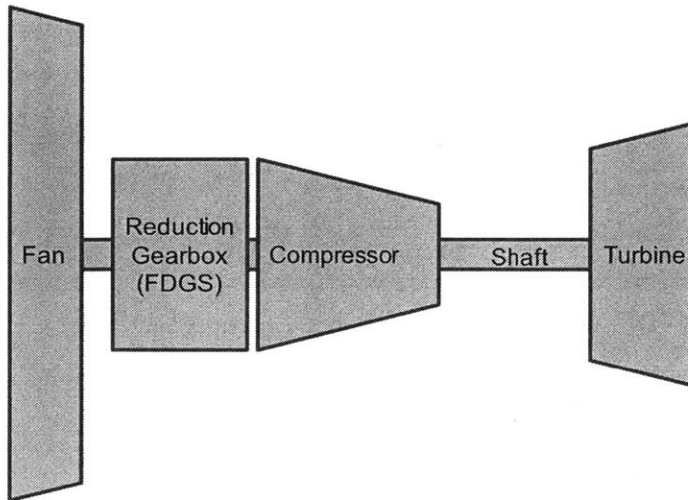 Fan
Reduction
Gearbox
(FDGS)
Compressor
Shaft
Turbine